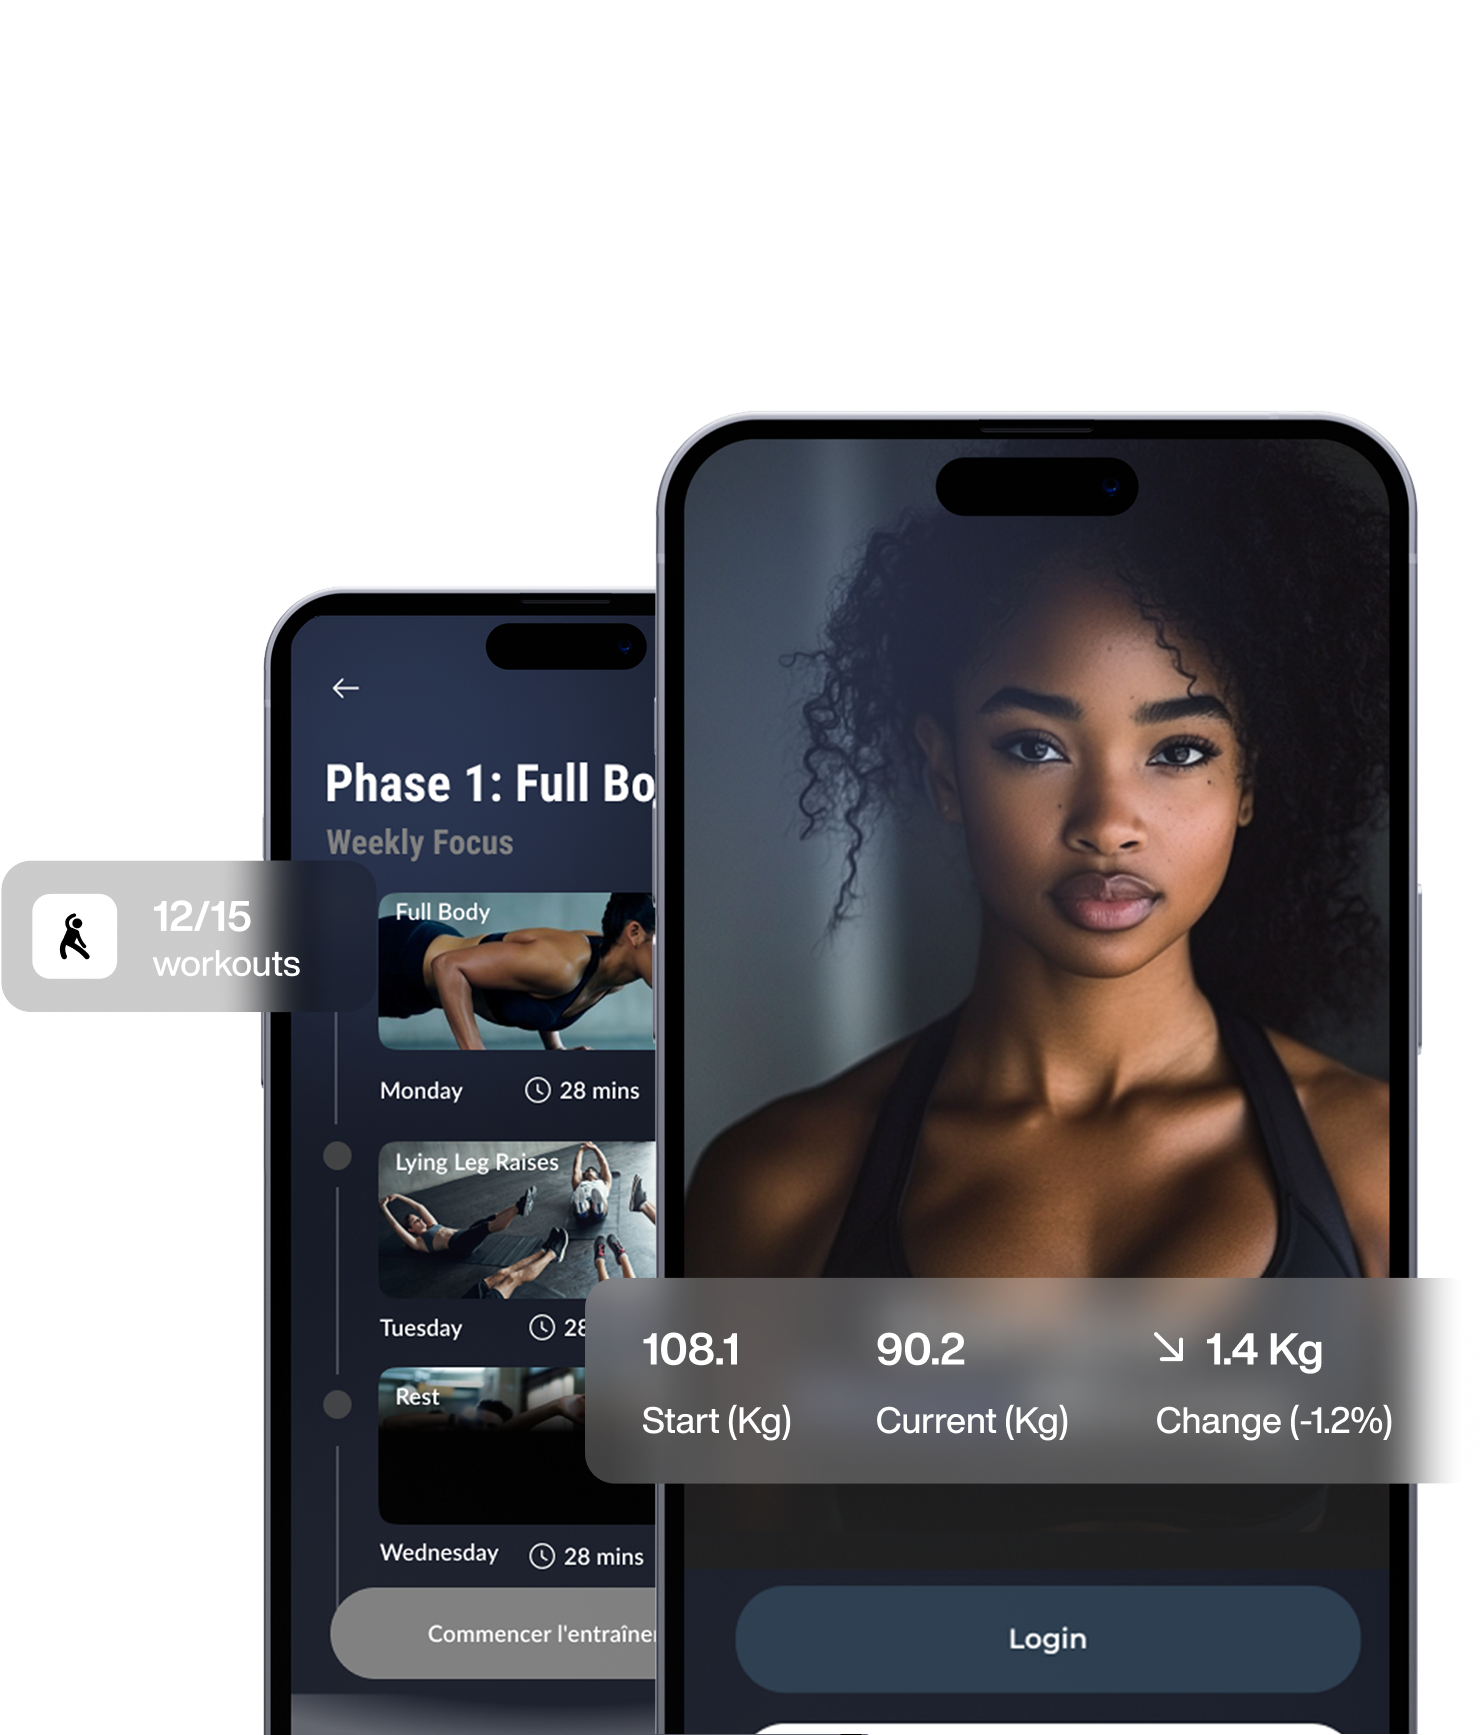 Phase 1: Full Bo
Weekly Focus
12/15
workouts
Full Body
Monday
28 mins
Lying Leg Raises
Tuesday
28
Rest
Wednesday
28 mins
Commencer l'entraîne
108.1
Start (Kg)
90.2
Current (Kg)
1.4 Kg
Change (-1.2%)
Login